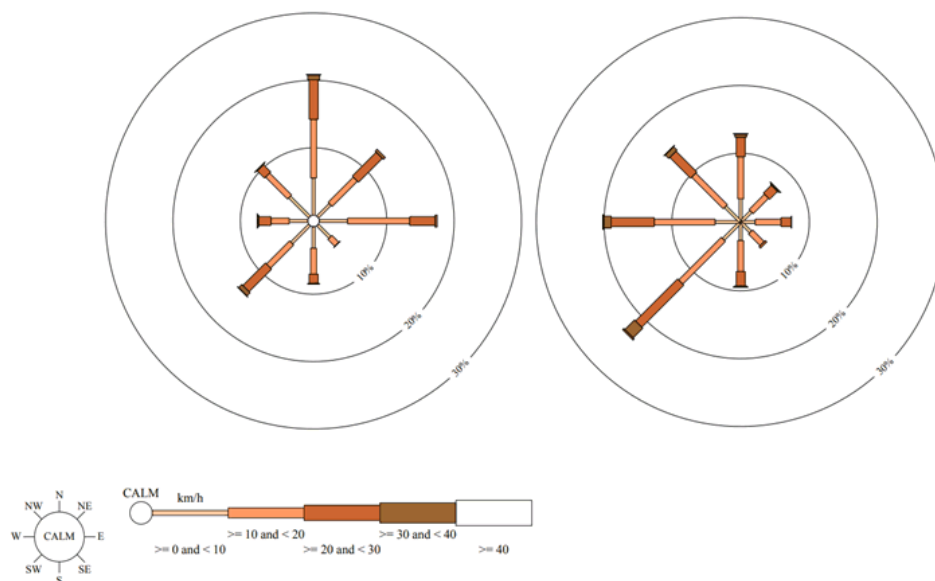 10%
20%
30%
10%
20%
30%
N
NW NE
W CALM E
SW SE
S
CALM
km/h
>= 0 and < 10
>= 10 and < 20
>= 20 and < 30
>= 30 and < 40
>= 40